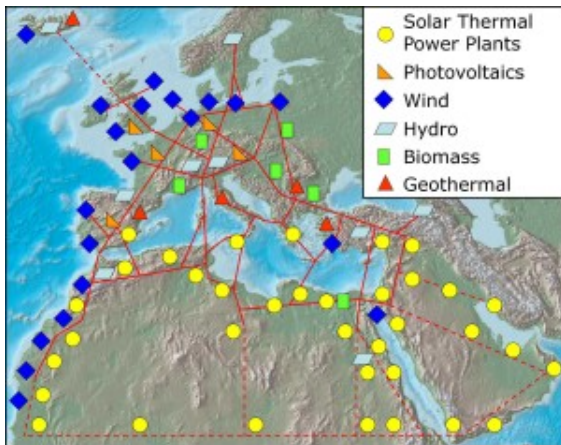 Solar Thermal
Power Plants
Photovoltaics
Wind
Hydro
Biomass
Geothermal